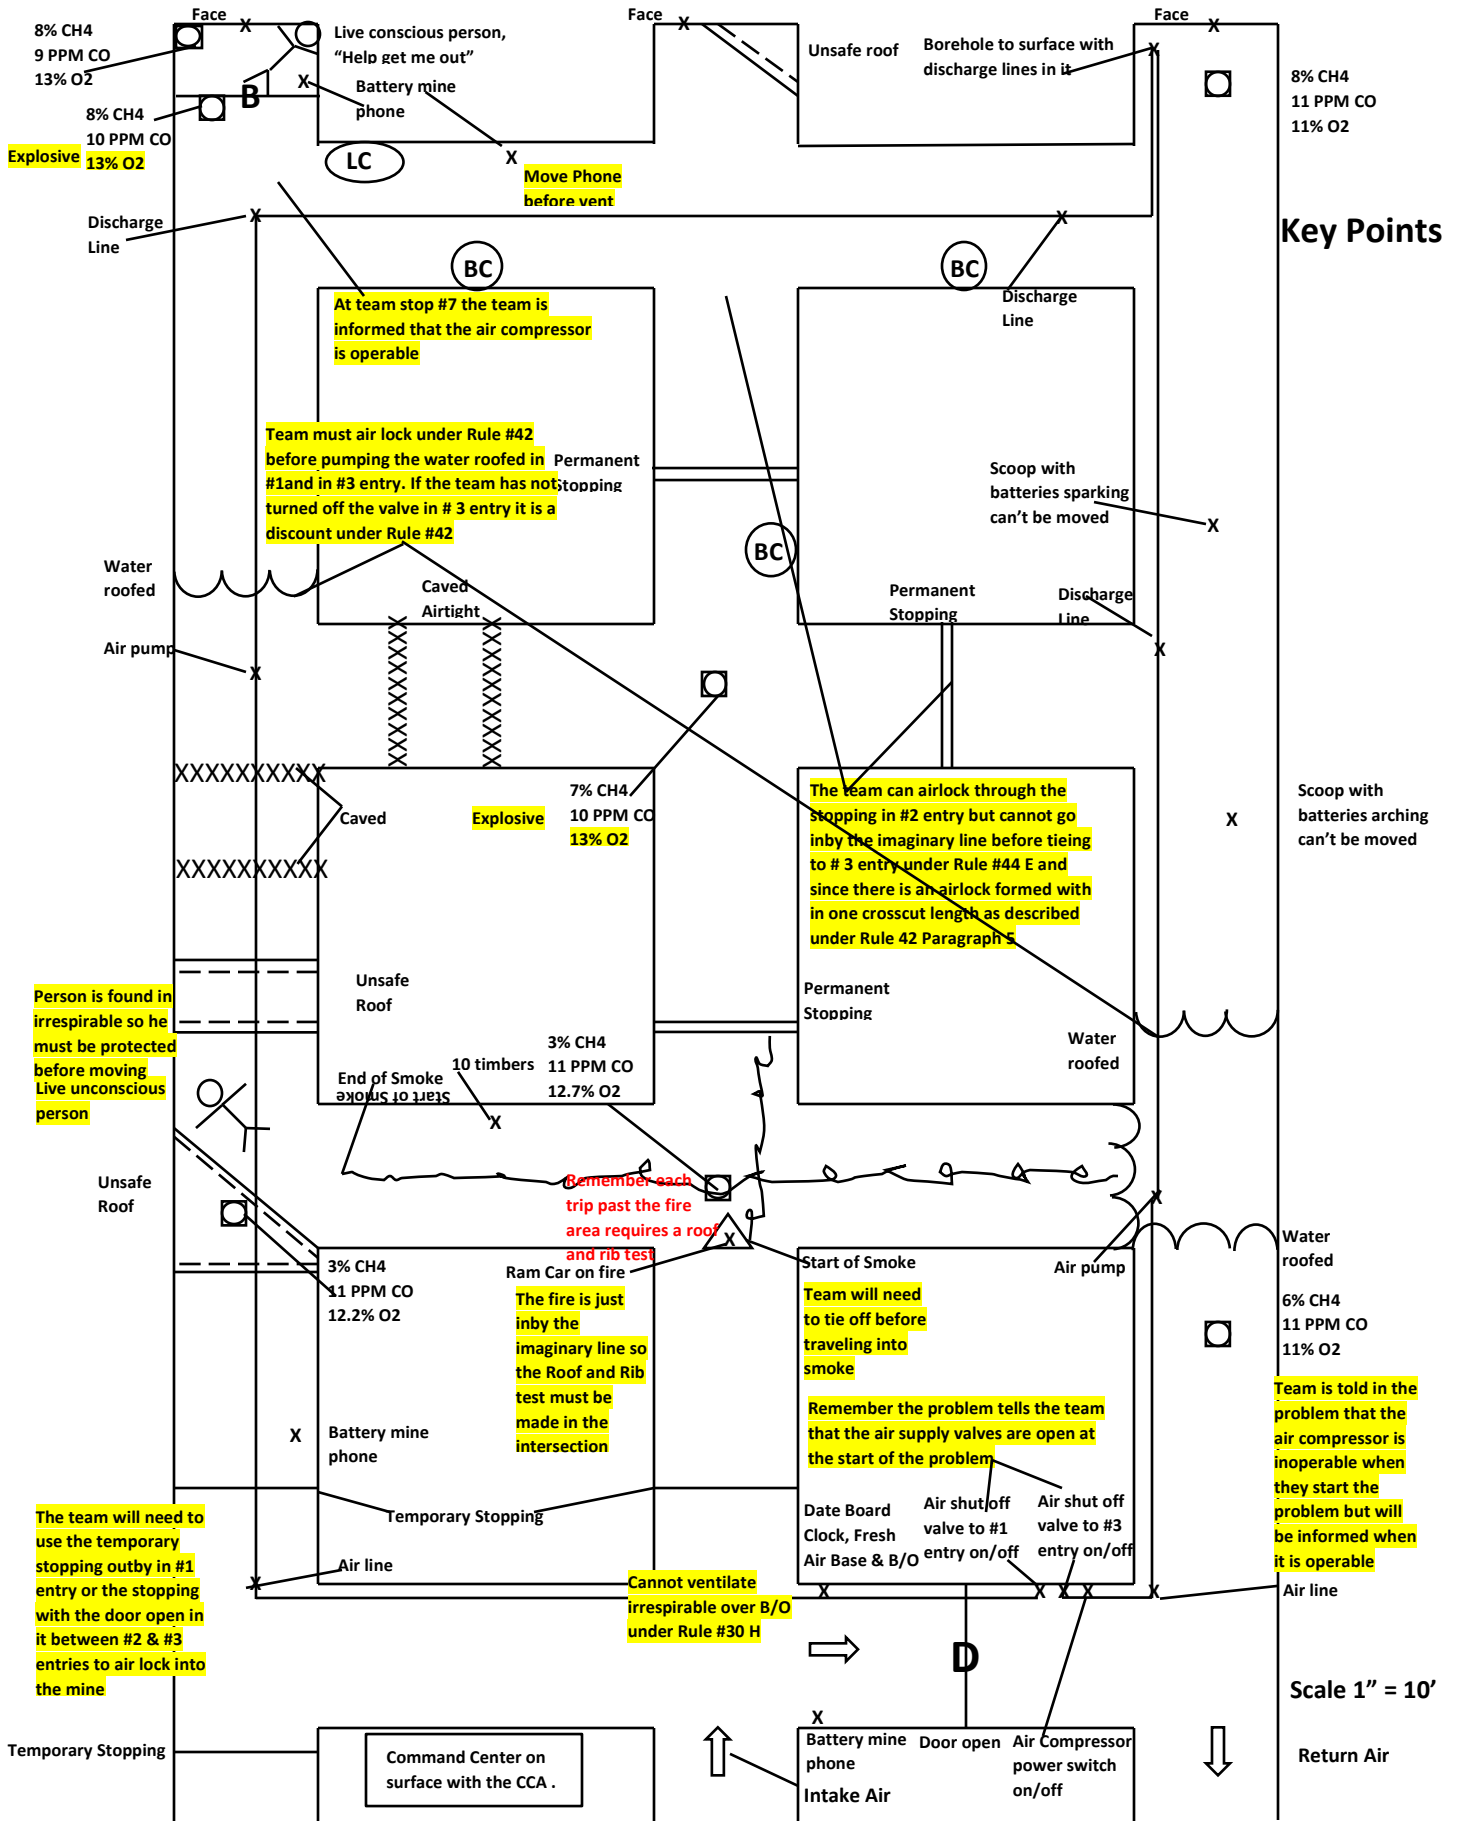 Face
Face
Face
8% CH4
9 PPM CO
13% O2
Live conscious person,
“Help get me out”
Battery mine
phone
X
X
X
X
Unsafe roof
Borehole to surface with
discharge lines in it
X
X
8% CH4
11 PPM CO
11% O2
B
8% CH4
10 PPM CO
13% O2
Explosive
LC
X
Move Phone
before vent
Discharge
Line
X
X
Key Points
BC
BC
At team stop #7 the team is
informed that the air compressor
is operable
Discharge
Line
Team must air lock under Rule #42
before pumping the water roofed in
#1and in #3 entry. If the team has not
turned off the valve in # 3 entry it is a
discount under Rule #42
Permanent
Stopping
Scoop with
batteries sparking
can’t be moved
X
BC
Water
roofed
Caved
Airtight
Permanent
Stopping
Discharge
Line
X
Air pump
X
XXXXXXXXXX
XXXXXXXXXX
XXXXXXXXXX
Caved
XXXXXXXXXX
Explosive
7% CH4
10 PPM CO
13% O2
The team can airlock through the
stopping in #2 entry but cannot go
inby the imaginary line before tieing
to # 3 entry under Rule #44 E and
since there is an airlock formed with
in one crosscut length as described
under Rule 42 Paragraph 5
X
Scoop with
batteries arching
can’t be moved
Unsafe
Roof
Permanent
Stopping
Water
roofed
Person is found in
irrespirable so he
must be protected
before moving
Live unconscious
person
3% CH4
11 PPM CO
12.7% O2
10 timbers
X
End of Smoke
Start of Smoke
Unsafe
Roof
Remember each
trip past the fire
area requires a roof
and rib test
X
X
Ram Car on fire
Start of Smoke
Air pump
Water
roofed
3% CH4
11 PPM CO
12.2% O2
The fire is just
inby the
imaginary line so
the Roof and Rib
test must be
made in the
intersection
Team will need
to tie off before
traveling into
smoke
6% CH4
11 PPM CO
11% O2
Remember the problem tells the team
that the air supply valves are open at
the start of the problem
Team is told in the
problem that the
air compressor is
inoperable when
they start the
problem but will
be informed when
it is operable
X
Battery mine
phone
Temporary Stopping
The team will need to
use the temporary
stopping outby in #1
entry or the stopping
with the door open in
it between #2 & #3
entries to air lock into
the mine
Date Board
Clock, Fresh
Air Base & B/O
Air shut off
valve to #1
entry on/off
Air shut off
valve to #3
entry on/off
X
Air line
Cannot ventilate
irrespirable over B/O
under Rule #30 H
X
X
X
X
X
Air line
D
Scale 1” = 10’
X
Temporary Stopping
Command Center on
surface with the CCA .
Battery mine
phone
Intake Air
Door open
Air Compressor
power switch
on/off
Return Air